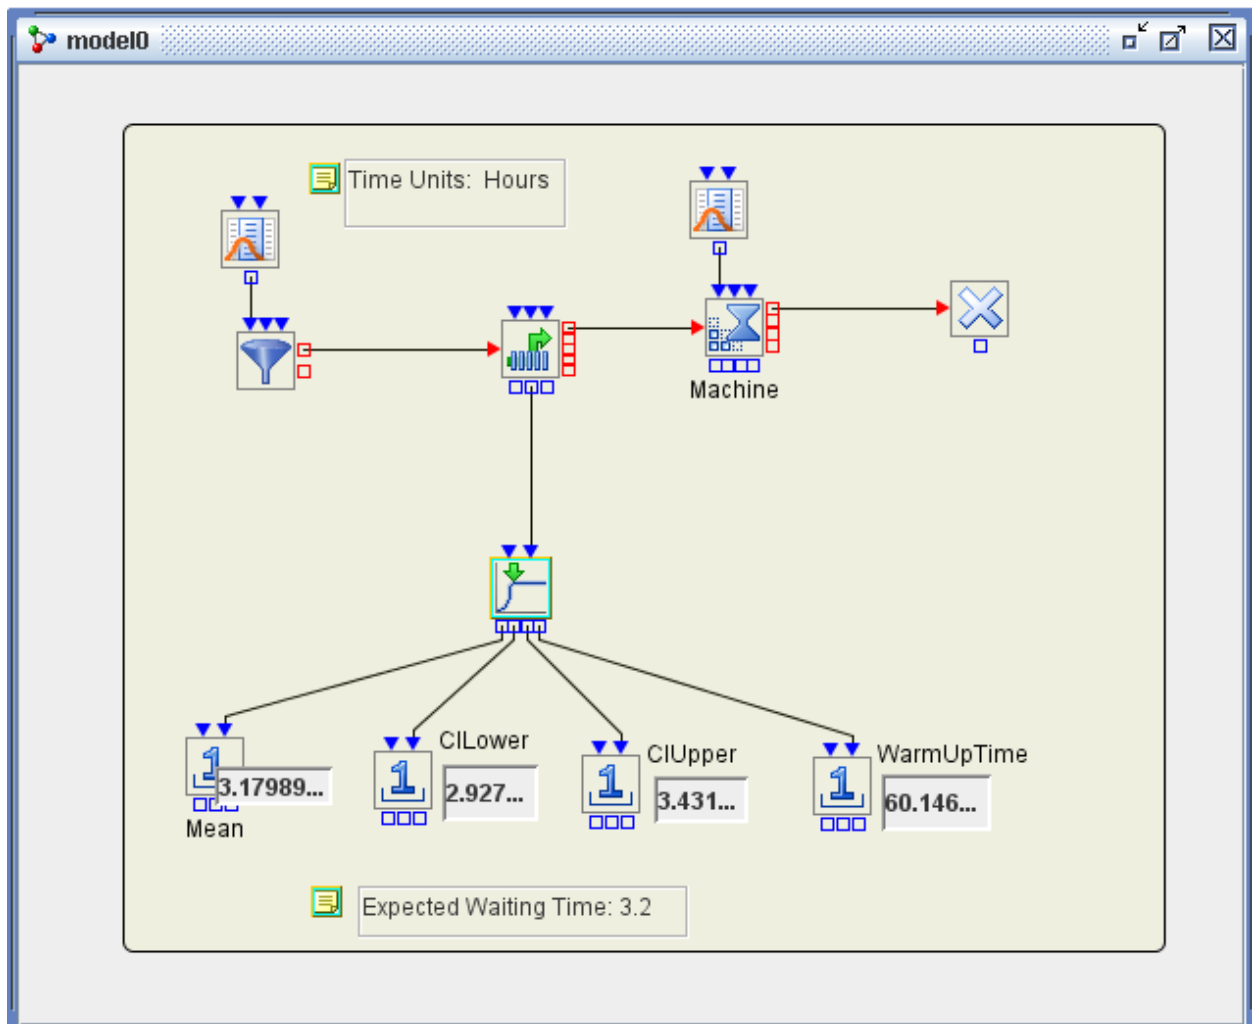 model0
Time Units:  Hours
Machine
CILower
CIUpper
WarmUpTime
3.17989...
2.927...
3.431...
60.146...
Mean
Expected Waiting Time: 3.2